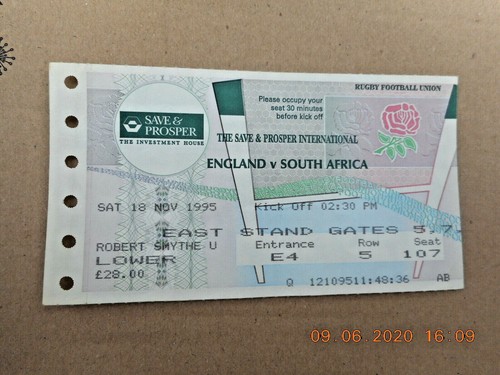 RUGBY FOOTBALL UNION
Please occupy your
seat 30 minutes
before kick off
SAVE &
PROSPER
THE INVESTMENT HOUSE
THE SAVE & PROSPER INTERNATIONAL
ENGLAND v SOUTH AFRICA
SAT 18 NOV 1995 Kick Off 02:30 PM
EAST STAND GATES 5,7
ROBERT SMYTHE U Entrance Row Seat
LOWER E4 5 107
£28.00 Q 12109511:48:36 AB
09.06.2020 16:09